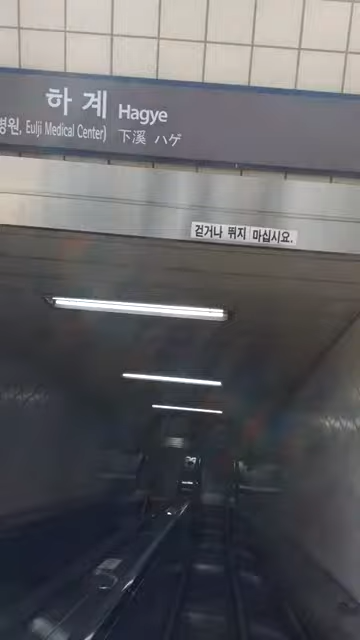 하계 Hagye
병원, Eulji Medical Center) 下溪 ハゲ
걷거나 뛰지 마십시요.